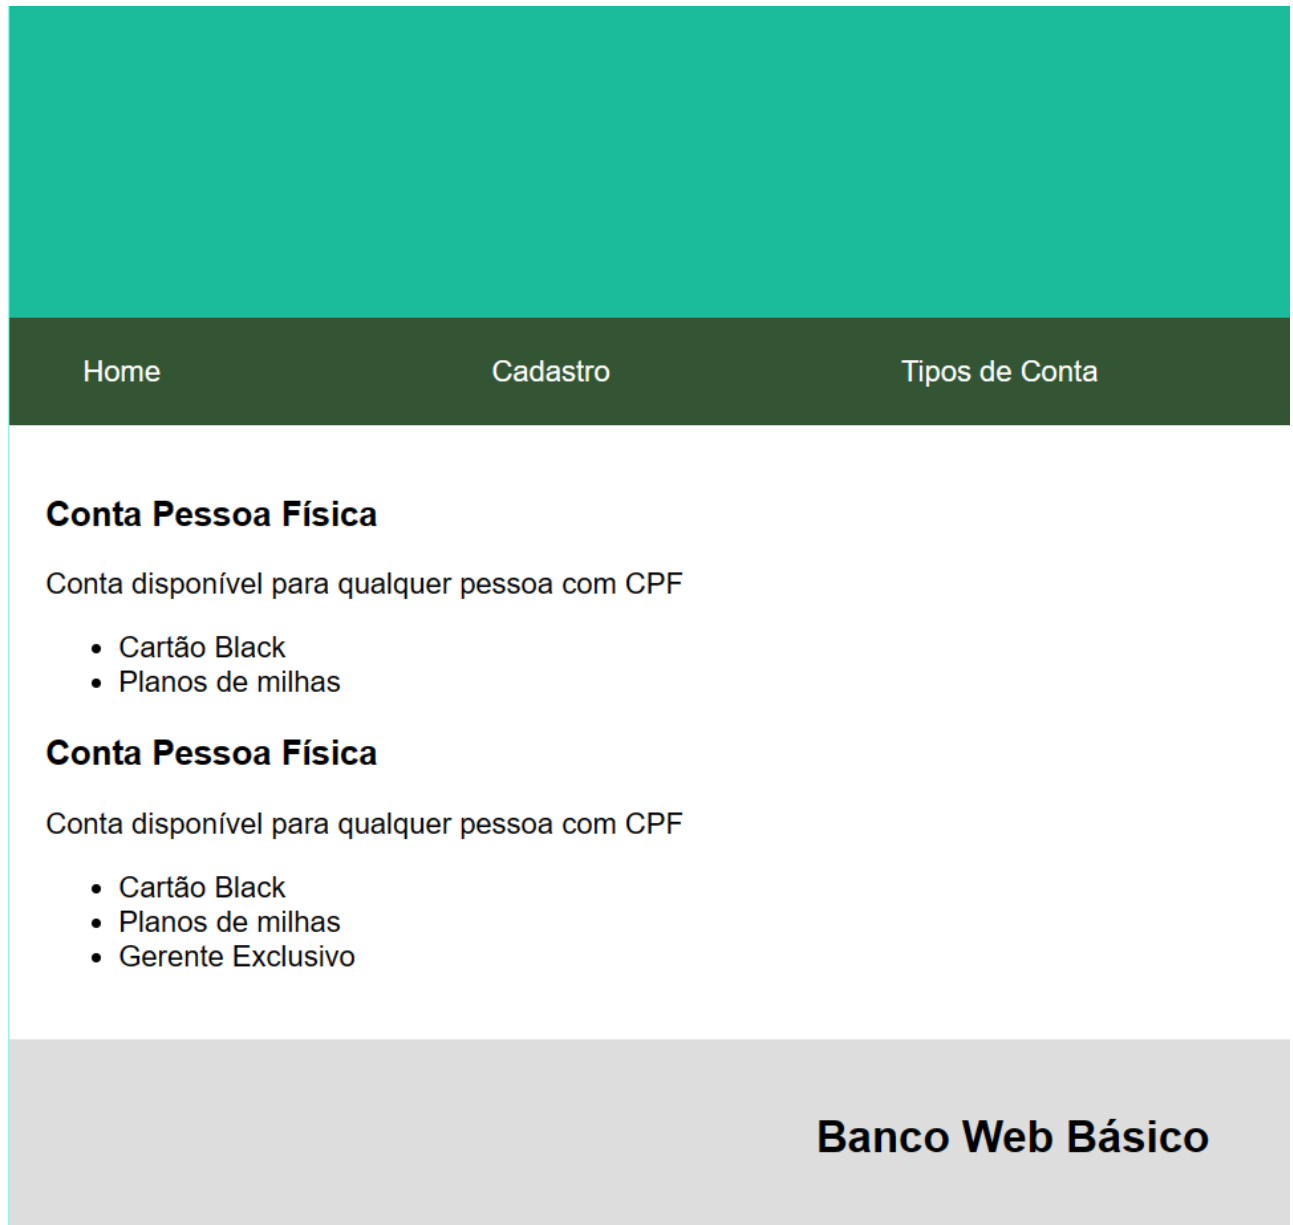 Home Cadastro Tipos de Conta
Conta Pessoa Física
Conta disponível para qualquer pessoa com CPF
Cartão Black
Planos de milhas
Conta Pessoa Física
Conta disponível para qualquer pessoa com CPF
Cartão Black
Planos de milhas
Gerente Exclusivo
Banco Web Básico